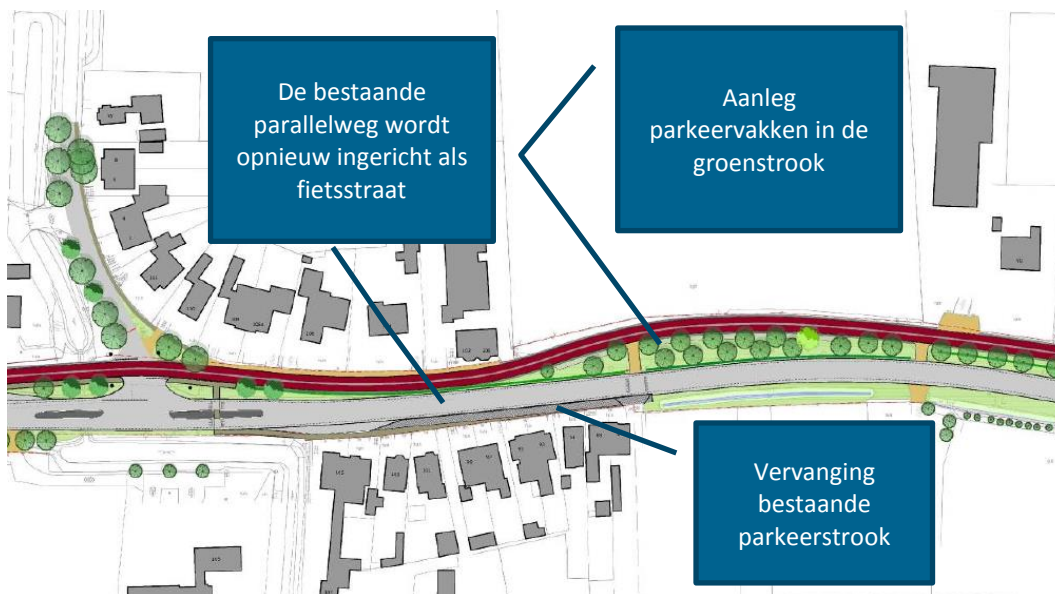 De bestaande
parallelweg wordt
opnieuw ingericht als
fietsstraat
Aanleg
parkeervakken in de
groenstrook
Vervanging
bestaande
parkeerstrook